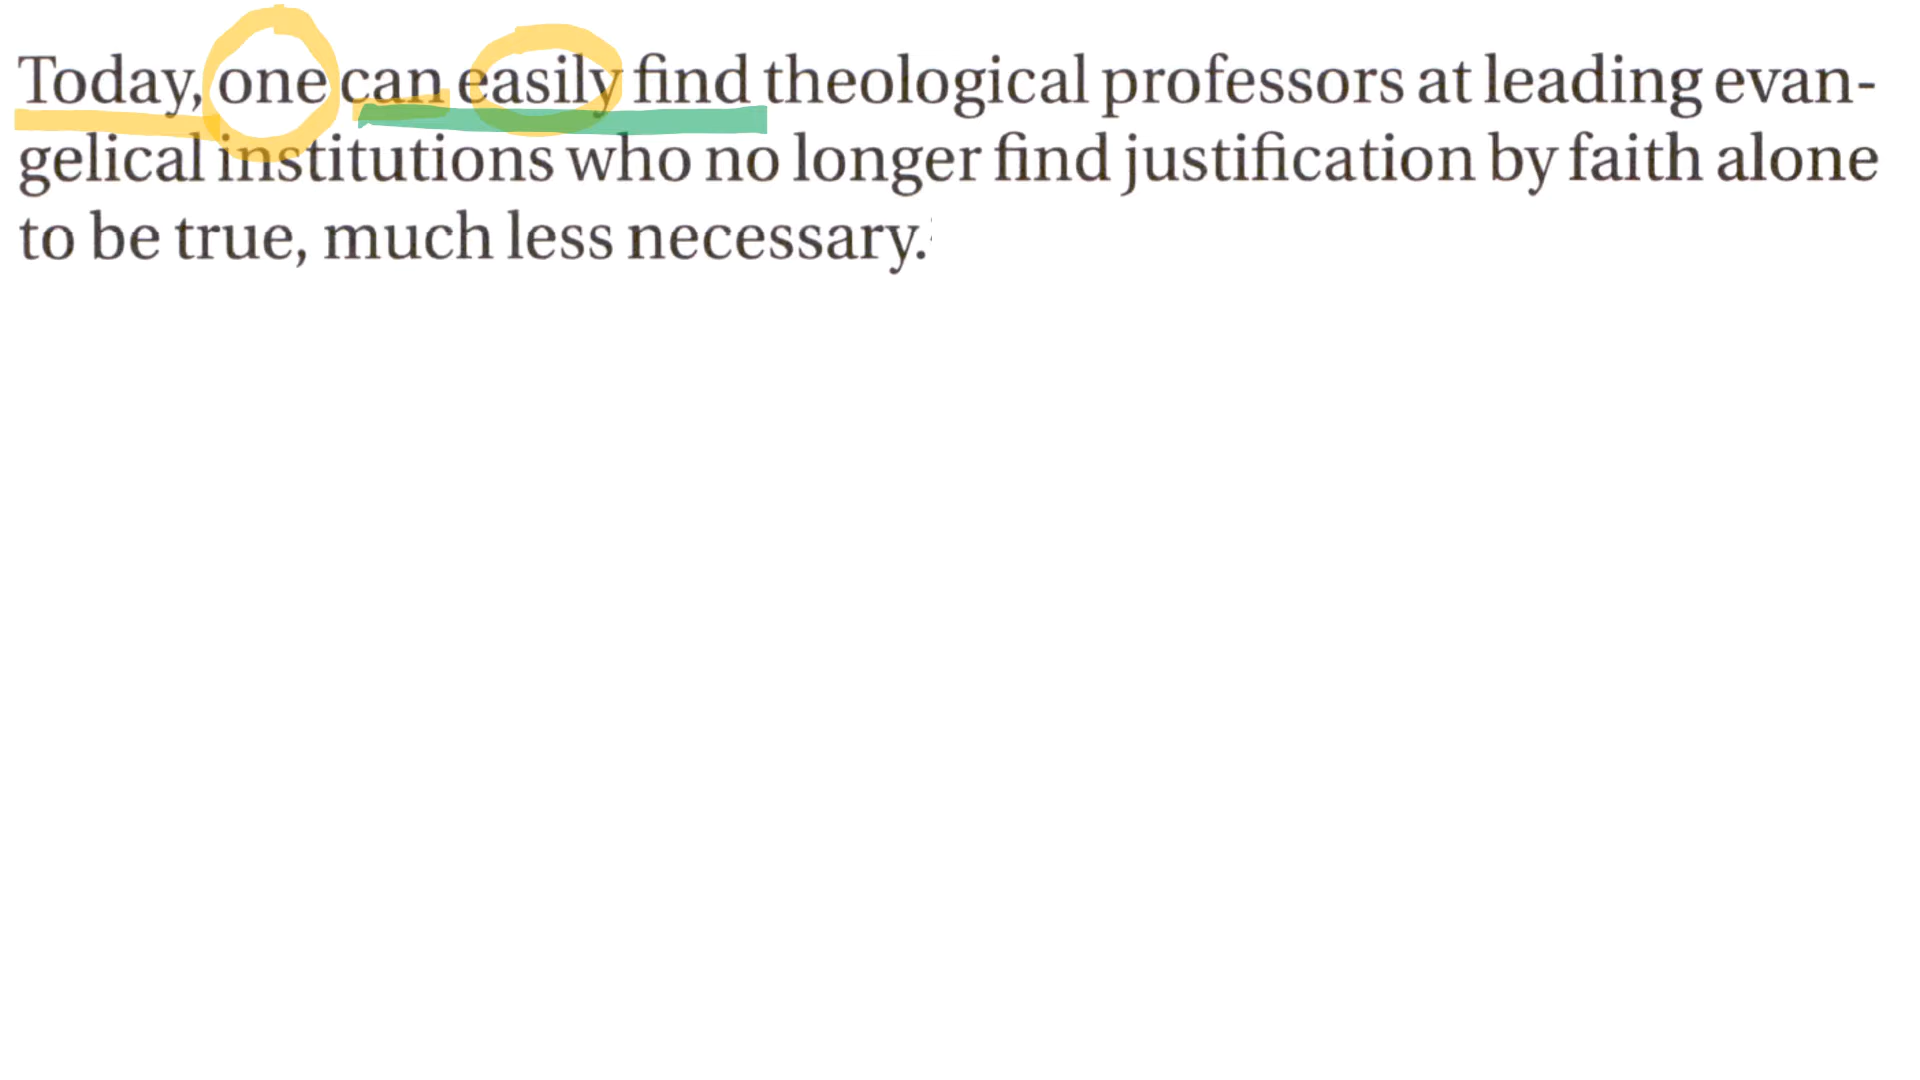 Today, one can easily find theological professors at leading evan-
gelical institutions who no longer find justification by faith alone
to be true, much less necessary.